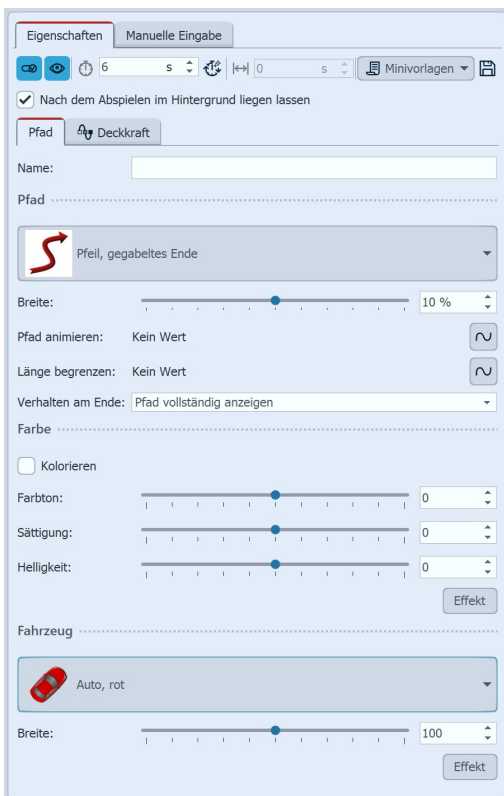 Eigenschaften Manuelle Eingabe
6 s 0 s Minivorlagen
Nach dem Abspielen im Hintergrund liegen lassen
Pfad Deckkraft
Name:
Pfad
Pfeil, gegabeltes Ende
Breite: 10 %
Pfad animieren: Kein Wert
Länge begrenzen: Kein Wert
Verhalten am Ende: Pfad vollständig anzeigen
Farbe
Kolorieren
Farbton: 0
Sättigung: 0
Helligkeit: 0
Effekt
Fahrzeug
Auto, rot
Breite: 100
Effekt